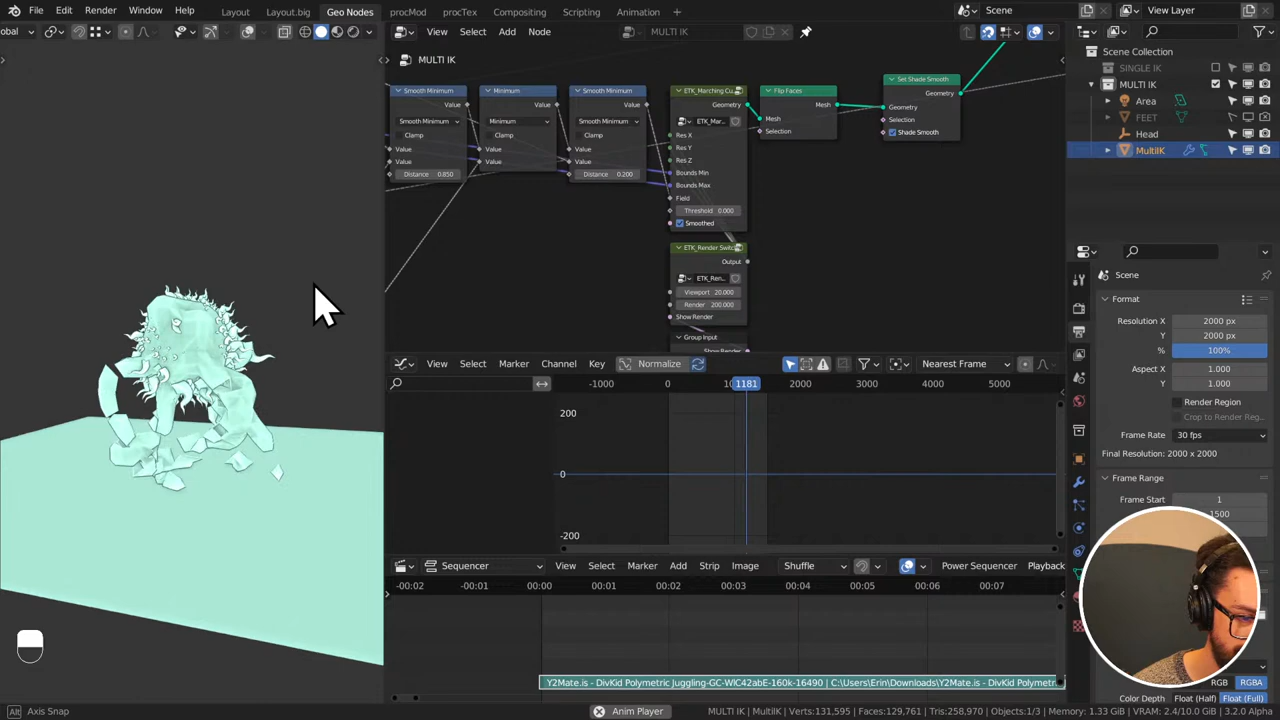 File Edit Render Window Help Layout Layout.big Geo Nodes procMod procTex Compositing Scripting Animation + Scene View Layer
View Select Add Node MULTI IK
MULTI IK
Scene Collection
SINGLE IK
MULTI IK
Area
FEET
Head
MultiIK
Smooth Minimum
Value
Smooth Minimum
Clamp
Value
Value
Distance 0.850
Minimum
Value
Minimum
Clamp
Value
Value
Smooth Minimum
Value
Smooth Minimum
Clamp
Value
Value
Distance 0.200
ETK_Marching Cu..
Geometry
ETK_Mar...
Res X
Res Y
Res Z
Bounds Min
Bounds Max
Field
Threshold 0.000
Smoothed
Flip Faces
Mesh
Mesh
Selection
Set Shade Smooth
Geometry
Geometry
Selection
Shade Smooth
ETK_Render Switc
Output
ETK_Ren...
Viewport 20.000
Render 200.000
Show Render
Group Input
Show Render
Scene
Format
Resolution X 2000 px
Y 2000 px
% 100%
Aspect X 1.000
Y 1.000
Render Region
Crop to Render Reg...
Frame Rate 30 fps
Final Resolution: 2000 x 2000
Frame Range
Frame Start 1
1500
View Select Marker Channel Key Normalize Nearest Frame
-1000 0 1181 2000 3000 4000 5000
200
0
-200
Sequencer View Select Marker Add Strip Image Shuffle Power Sequencer Playback
-00:02 -00:01 00:00 00:01 00:02 00:03 00:04 00:05 00:06 00:07
Y2Mate.is - DivKid Polymetric Juggling-GC-WlC42abE-160k-16490 | C:\Users\Erin\Downloads\Y2Mate.is - DivKid Polymetr
RGB RGBA
Color Depth Float (Half) Float (Full)
Alt Axis Snap Anim Player MULTI IK | MultiIK | Verts:131,595 | Faces:129,761 | Tris:258,970 | Objects:1/3 | Memory: 1.33 GiB | VRAM: 2.4/10.0 GiB | 3.2.0 Alpha